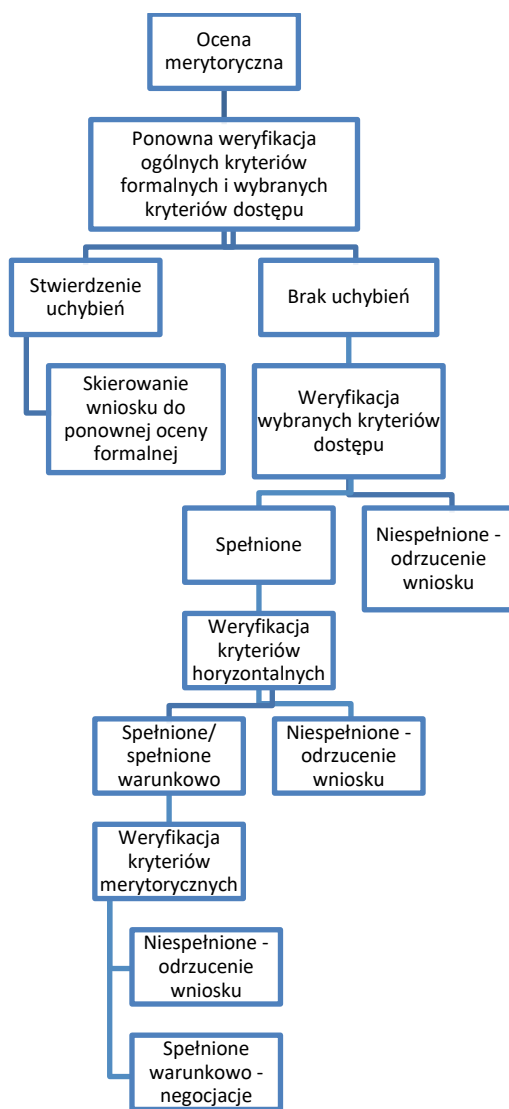 Ocena
merytoryczna
Ponowna weryfikacja
ogólnych kryteriów
formalnych i wybranych
kryteriów dostępu
Stwierdzenie
uchybień
Brak uchybień
Skierowanie
wniosku do
ponownej oceny
formalnej
Weryfikacja
wybranych kryteriów
dostępu
Spełnione
Niespełnione -
odrzucenie
wniosku
Weryfikacja
kryteriów
horyzontalnych
Spełnione/
spełnione
warunkowo
Niespełnione -
odrzucenie
wniosku
Weryfikacja
kryteriów
merytorycznych
Niespełnione -
odrzucenie
wniosku
Spełnione
warunkowo -
negocjacje